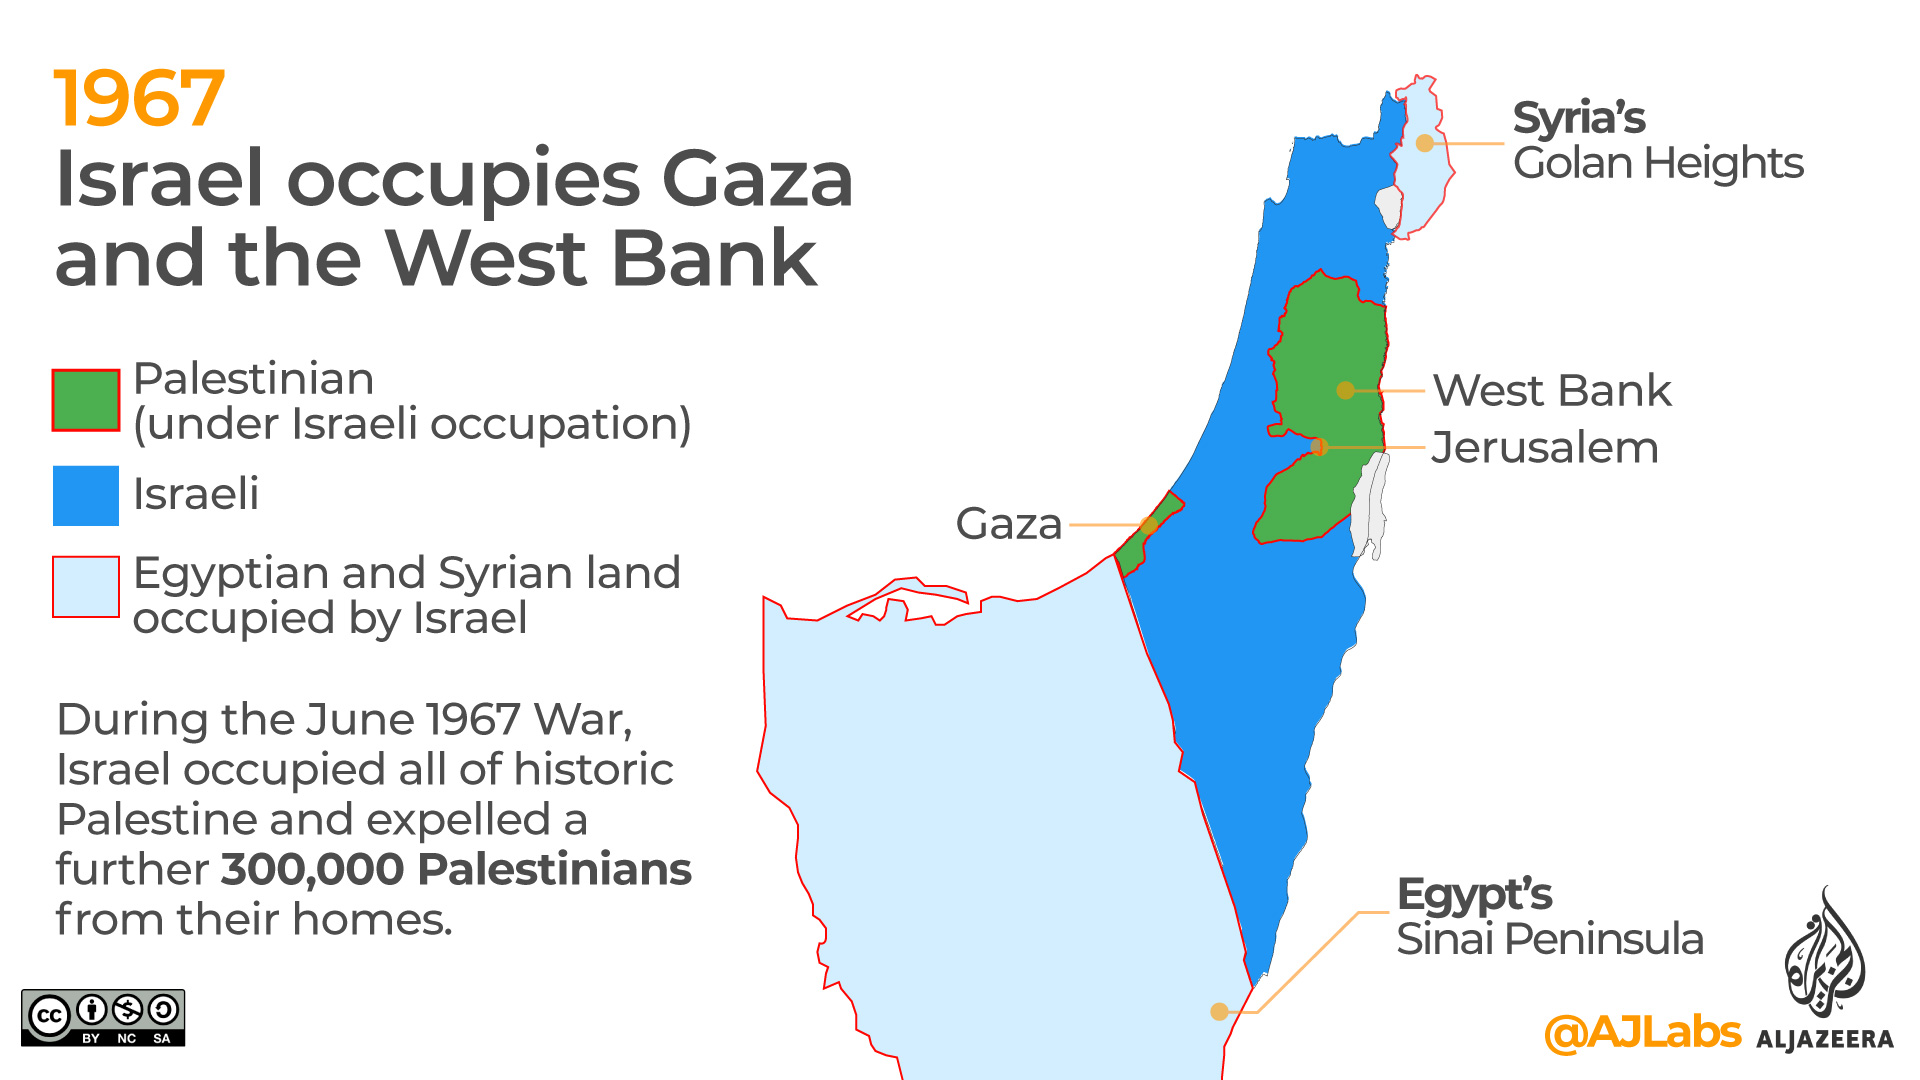 1967
Israel occupies Gaza
and the West Bank
Palestinian
(under Israeli occupation)
Israeli
Egyptian and Syrian land
occupied by Israel
During the June 1967 War,
Israel occupied all of historic
Palestine and expelled a
further 300,000 Palestinians
from their homes.
Syria's
Golan Heights
West Bank
Jerusalem
Gaza
Egypt's
Sinai Peninsula
cc
BY NC SA
@AJLabs
الجزيرة
ALJAZEERA